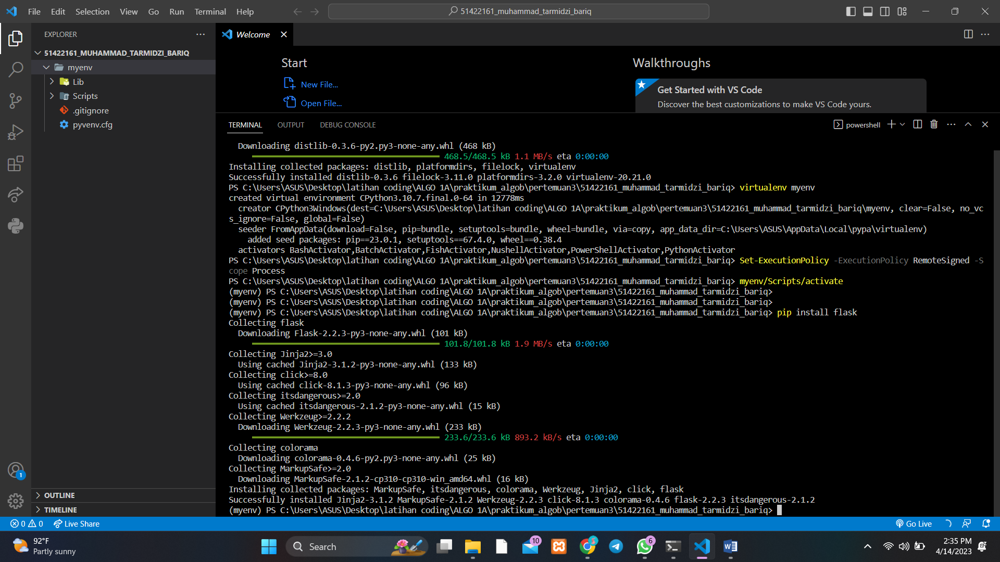 File Edit Selection View Go Run Terminal Help
51422161_muhammad_tarmidzi_bariq
EXPLORER
51422161_MUHAMMAD_TARMIDZI_BARIQ
myenv
Lib
Scripts
.gitignore
pyvenv.cfg
OUTLINE
TIMELINE
Welcome
Start
New File...
Open File...
Walkthroughs
Get Started with VS Code
Discover the best customizations to make VS Code yours.
TERMINAL OUTPUT DEBUG CONSOLE
powershell
Downloading distlib-0.3.6-py2.py3-none-any.whl (468 kB)
468.5/468.5 kB 1.1 MB/s eta 0:00:00
Installing collected packages: distlib, platformdirs, filelock, virtualenv
Successfully installed distlib-0.3.6 filelock-3.11.0 platformdirs-3.2.0 virtualenv-20.21.0
PS C:\Users\ASUS\Desktop\latihan coding\ALGO 1A\praktikum_algob\pertemuan3\51422161_muhammad_tarmidzi_bariq> virtualenv myenv
created virtual environment CPython3.10.7.final.0-64 in 12778ms
creator CPython3Windows(dest=C:\Users\ASUS\Desktop\latihan coding\ALGO 1A\praktikum_algob\pertemuan3\51422161_muhammad_tarmidzi_bariq\myenv, clear=False, no_vc
s_ignore=False, global=False)
seeder FromAppData(download=False, pip=bundle, setuptools=bundle, wheel=bundle, via=copy, app_data_dir=C:\Users\ASUS\AppData\Local\pypa\virtualenv)
added seed packages: pip==23.0.1, setuptools==67.4.0, wheel==0.38.4
activators BashActivator,BatchActivator,FishActivator,NushellActivator,PowerShellActivator,PythonActivator
PS C:\Users\ASUS\Desktop\latihan coding\ALGO 1A\praktikum_algob\pertemuan3\51422161_muhammad_tarmidzi_bariq> Set-ExecutionPolicy -ExecutionPolicy RemoteSigned -S
cope Process
PS C:\Users\ASUS\Desktop\latihan coding\ALGO 1A\praktikum_algob\pertemuan3\51422161_muhammad_tarmidzi_bariq> myenv/Scripts/activate
(myenv) PS C:\Users\ASUS\Desktop\latihan coding\ALGO 1A\praktikum_algob\pertemuan3\51422161_muhammad_tarmidzi_bariq>
(myenv) PS C:\Users\ASUS\Desktop\latihan coding\ALGO 1A\praktikum_algob\pertemuan3\51422161_muhammad_tarmidzi_bariq>
(myenv) PS C:\Users\ASUS\Desktop\latihan coding\ALGO 1A\praktikum_algob\pertemuan3\51422161_muhammad_tarmidzi_bariq> pip install flask
Collecting flask
Downloading Flask-2.2.3-py3-none-any.whl (101 kB)
101.8/101.8 kB 1.9 MB/s eta 0:00:00
Collecting Jinja2>=3.0
Using cached Jinja2-3.1.2-py3-none-any.whl (133 kB)
Collecting click>=8.0
Using cached click-8.1.3-py3-none-any.whl (96 kB)
Collecting itsdangerous>=2.0
Using cached itsdangerous-2.1.2-py3-none-any.whl (15 kB)
Collecting Werkzeug>=2.2.2
Downloading Werkzeug-2.2.3-py3-none-any.whl (233 kB)
233.6/233.6 kB 893.2 kB/s eta 0:00:00
Collecting colorama
Downloading colorama-0.4.6-py2.py3-none-any.whl (25 kB)
Collecting MarkupSafe>=2.0
Downloading MarkupSafe-2.1.2-cp310-cp310-win_amd64.whl (16 kB)
Installing collected packages: MarkupSafe, itsdangerous, colorama, Werkzeug, Jinja2, click, flask
Successfully installed Jinja2-3.1.2 MarkupSafe-2.1.2 Werkzeug-2.2.3 click-8.1.3 colorama-0.4.6 flask-2.2.3 itsdangerous-2.1.2
(myenv) PS C:\Users\ASUS\Desktop\latihan coding\ALGO 1A\praktikum_algob\pertemuan3\51422161_muhammad_tarmidzi_bariq>
1
0 0 Live Share
Go Live
92°F
Partly sunny
Search
10
3
6
2:35 PM
4/14/2023